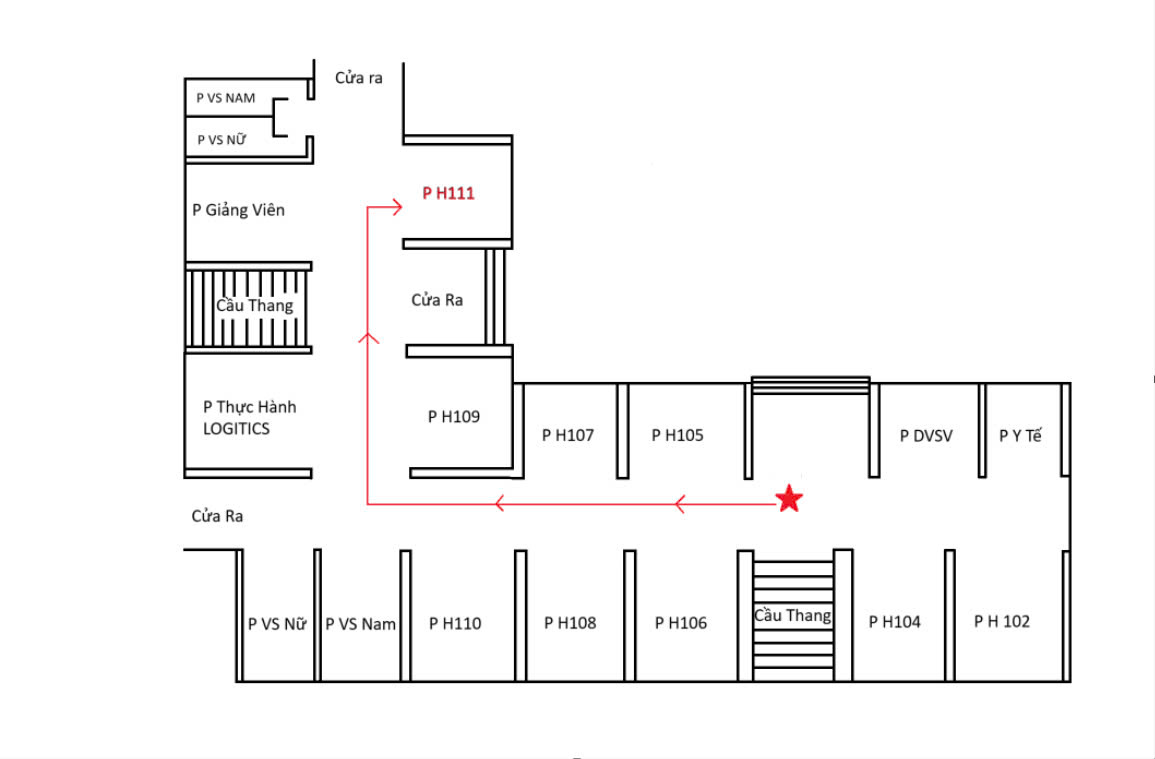 Cửa ra
P VS NAM
P VS NỮ
P H111
P Giảng Viên
Cửa Ra
Cầu Thang
P Thực Hành
LOGITICS
P H109
P H107
P H105
P DVSV
P Y Tế
Cửa Ra
P VS Nữ
P VS Nam
P H110
P H108
P H106
Cầu Thang
P H104
P H 102